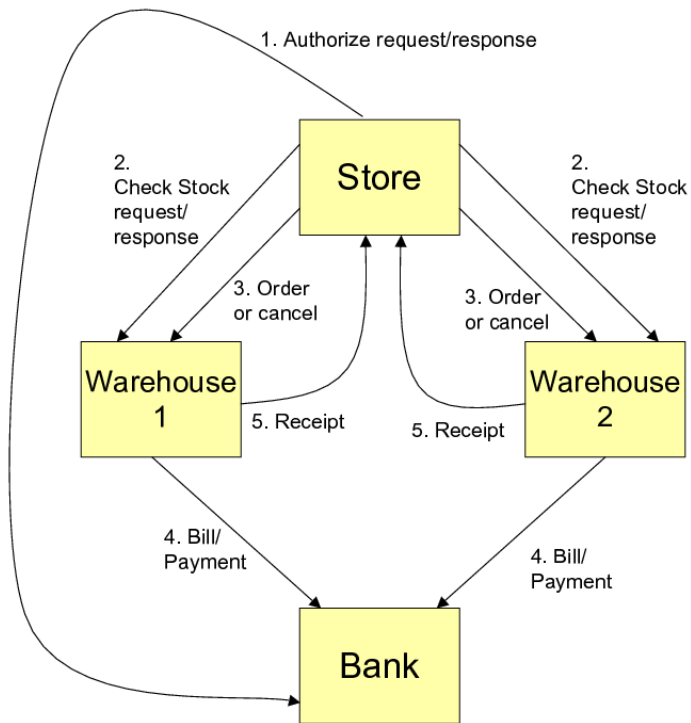 1. Authorize request/response
Store
2.
Check Stock
request/
response
2.
Check Stock
request/
response
3. Order
or cancel
3. Order
or cancel
Warehouse
1
Warehouse
2
5. Receipt
5. Receipt
4. Bill/
Payment
4. Bill/
Payment
Bank